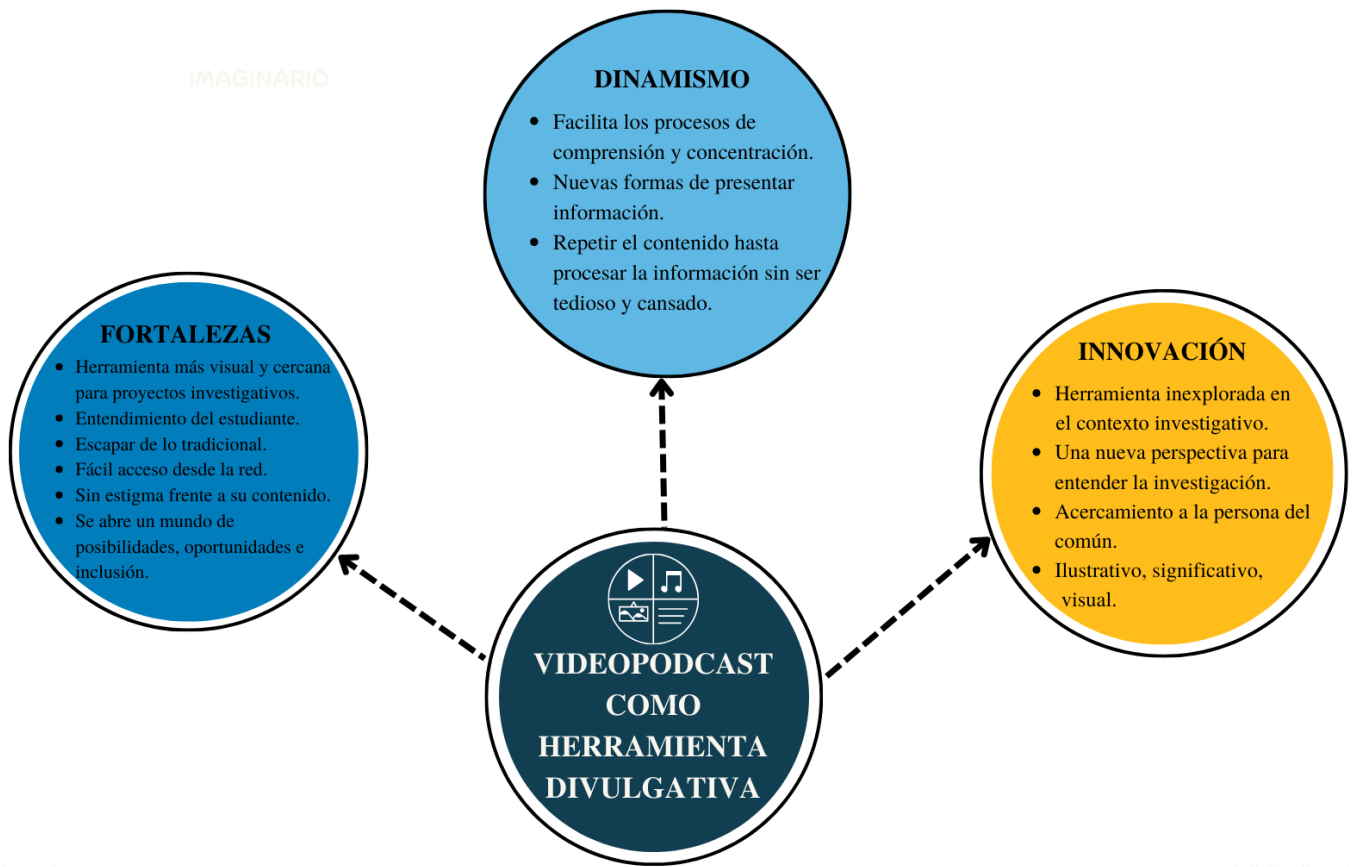 IMAGINARIO
DINAMISMO
• Facilita los procesos de
comprensión y concentración.
• Nuevas formas de presentar
información.
• Repetir el contenido hasta
procesar la información sin ser
tedioso y cansado.
FORTALEZAS
• Herramienta más visual y cercana
para proyectos investigativos.
• Entendimiento del estudiante.
• Escapar de lo tradicional.
• Fácil acceso desde la red.
• Sin estigma frente a su contenido.
• Se abre un mundo de
posibilidades, oportunidades e
inclusión.
INNOVACIÓN
• Herramienta inexplorada en
el contexto investigativo.
• Una nueva perspectiva para
entender la investigación.
• Acercamiento a la persona del
común.
• Ilustrativo, significativo,
visual.
VIDEOPODCAST
COMO
HERRAMIENTA
DIVULGATIVA